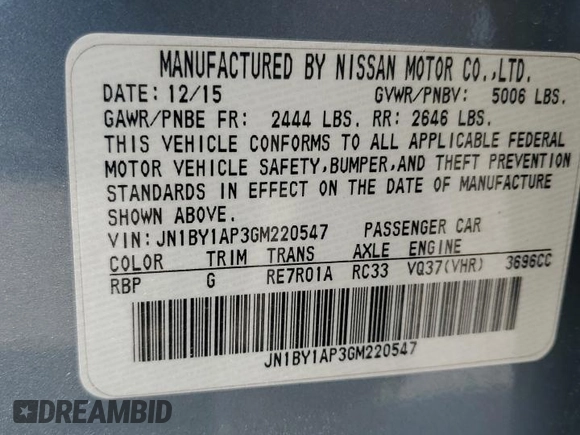 MANUFACTURED BY NISSAN MOTOR CO.,LTD.
DATE: 12/15 GVWR/PNBV: 5006 LBS.
GAWR/PNBE FR: 2444 LBS. RR: 2646 LBS.
THIS VEHICLE CONFORMS TO ALL APPLICABLE FEDERAL
MOTOR VEHICLE SAFETY,BUMPER,AND THEFT PREVENTION
STANDARDS IN EFFECT ON THE DATE OF MANUFACTURE
SHOWN ABOVE.
VIN: JN1BY1AP3GM220547 PASSENGER CAR
COLOR TRIM TRANS AXLE ENGINE
RBP G RE7R01A RC33 VQ37(VHR) 3696CC
JN1BY1AP3GM220547
DREAMBID